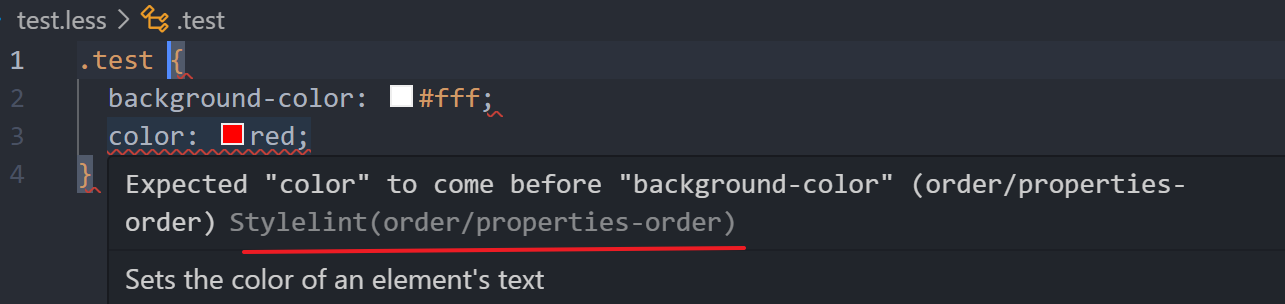 test.less > .test
1 .test {
2 background-color: #fff;
3 color: red;
4 }
Expected "color" to come before "background-color" (order/properties-
order) Stylelint(order/properties-order)
Sets the color of an element's text